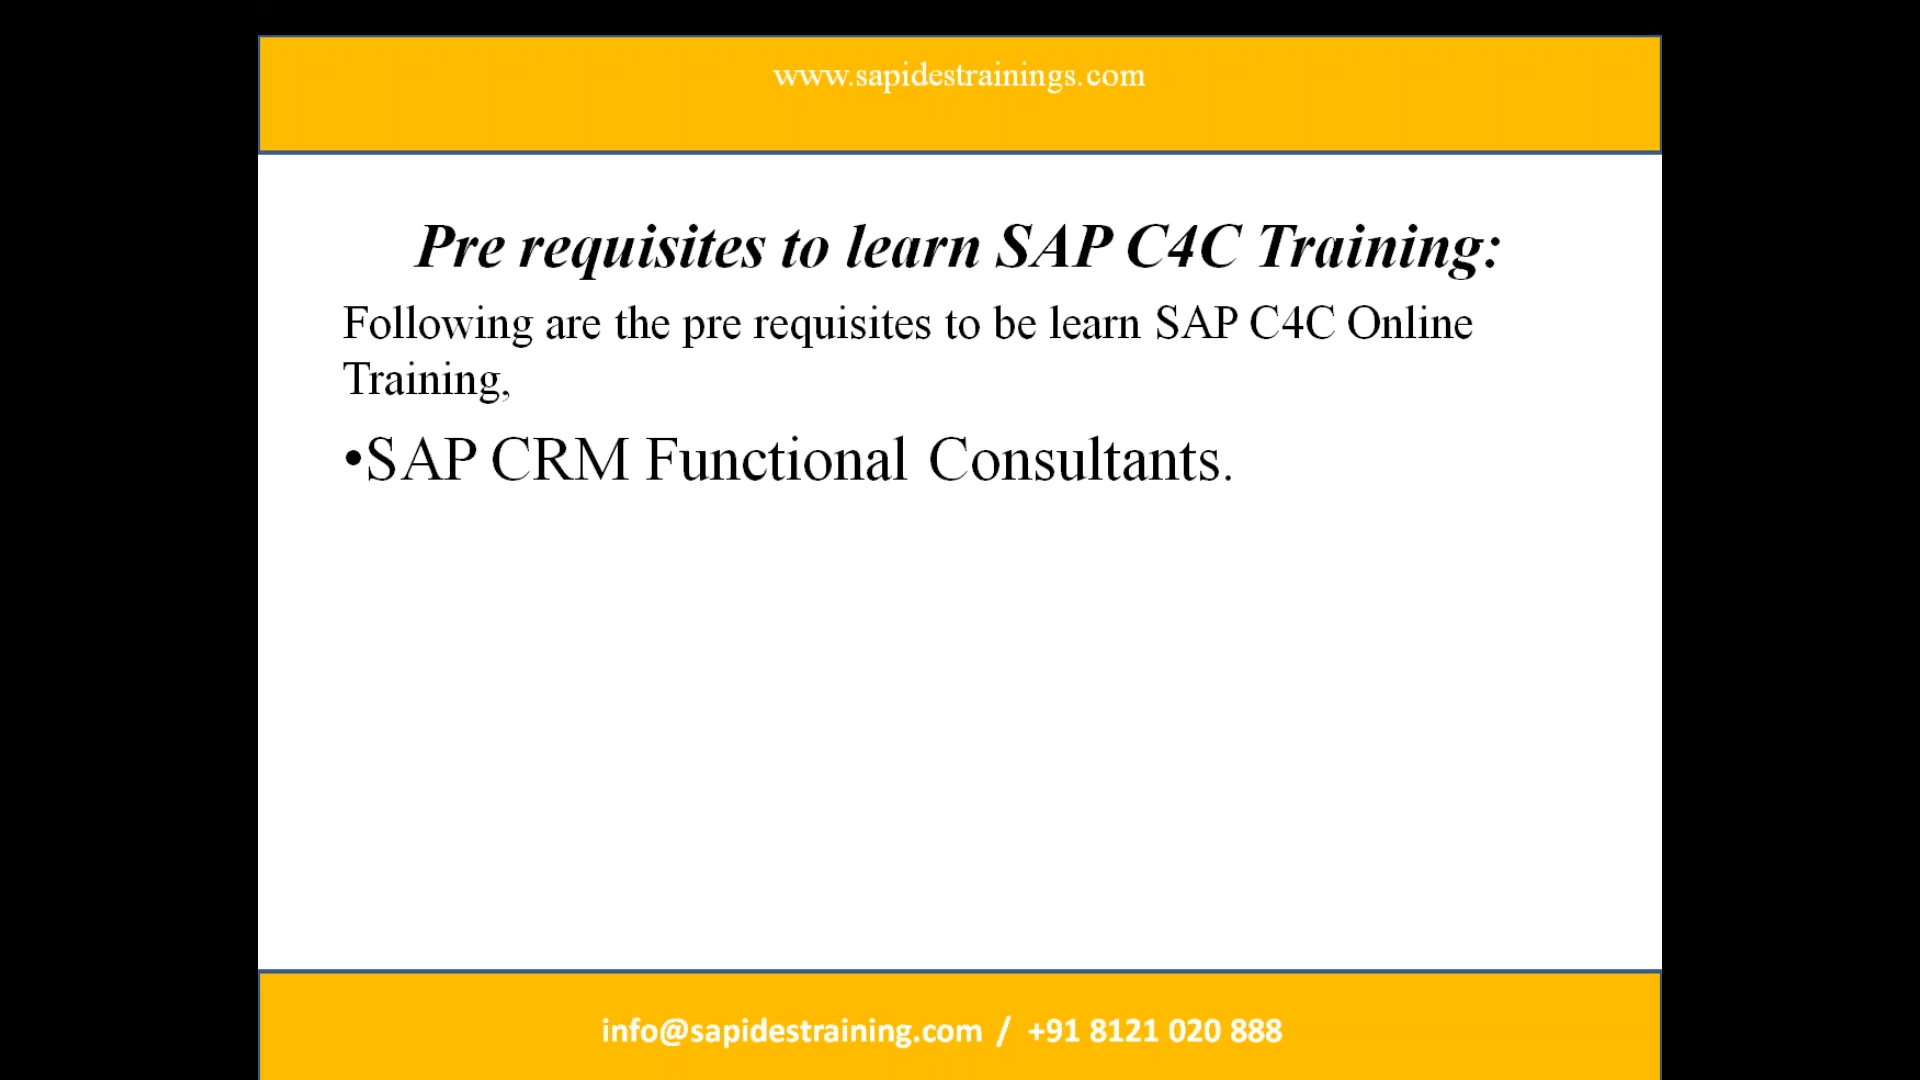 www.sapidestrainings.com
Pre requisites to learn SAP C4C Training:
Following are the pre requisites to be learn SAP C4C Online
Training,
•SAP CRM Functional Consultants.
info@sapidestraining.com / +91 8121 020 888